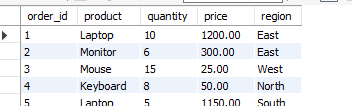 order_id product quantity price region
1 Laptop 10 1200.00 East
2 Monitor 6 300.00 East
3 Mouse 15 25.00 West
4 Keyboard 8 50.00 North
5 Laptop 5 1150.00 South